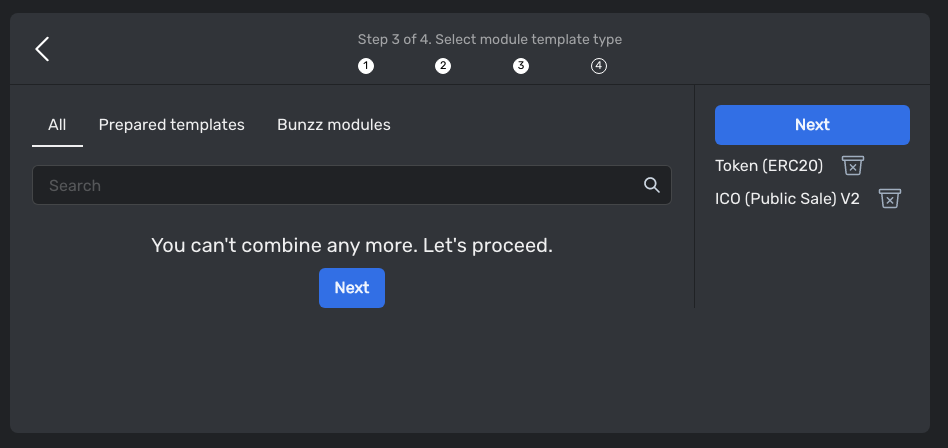 Step 3 of 4. Select module template type
1 2 3 4
All Prepared templates Bunzz modules
Search
You can't combine any more. Let's proceed.
Next
Next
Token (ERC20)
ICO (Public Sale) V2